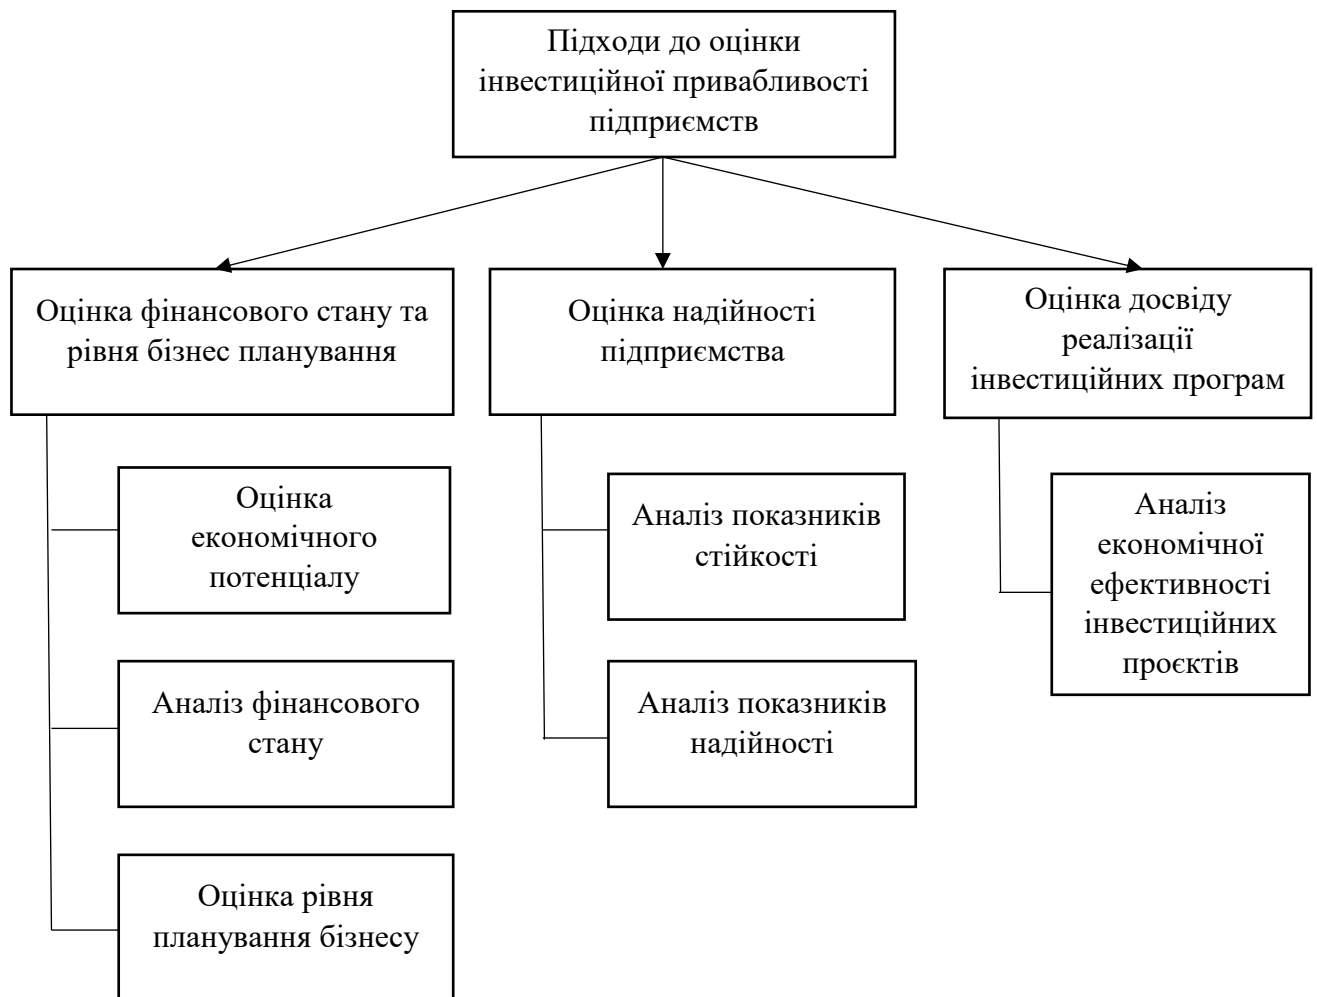 Підходи до оцінки
інвестиційної привабливості
підприємств
Оцінка фінансового стану та
рівня бізнес планування
Оцінка економічного
потенціалу
Аналіз фінансового
стану
Оцінка рівня
планування бізнесу
Оцінка надійності
підприємства
Аналіз показників
стійкості
Аналіз показників
надійності
Оцінка досвіду
реалізації
інвестиційних програм
Аналіз
економічної
ефективності
інвестиційних
проєктів